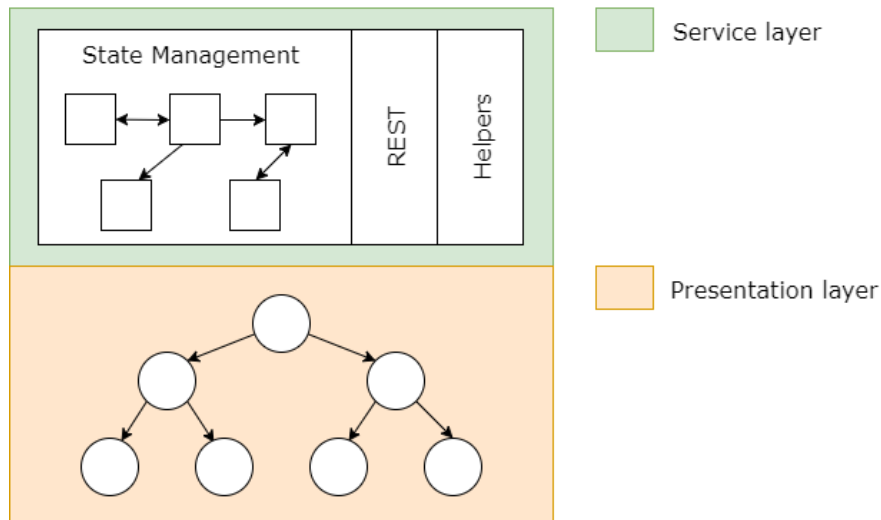 State Management
REST
Helpers
Service layer
Presentation layer